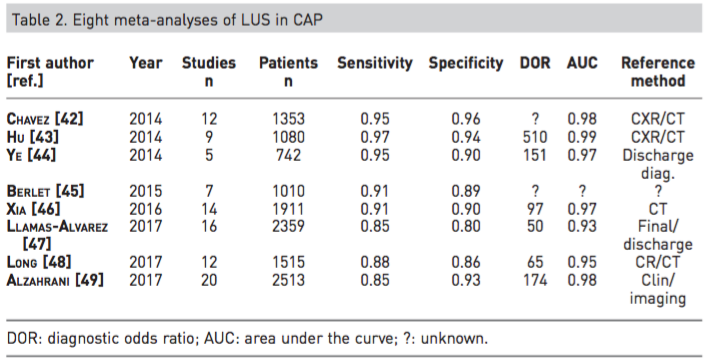 Table 2. Eight meta-analyses of LUS in CAP
First author Year Studies Patients Sensitivity Specificity DOR AUC Reference
[ref.] n n method
CHAVEZ [42] 2014 12 1353 0.95 0.96 ? 0.98 CXR/CT
HU [43] 2014 9 1080 0.97 0.94 510 0.99 CXR/CT
YE [44] 2014 5 742 0.95 0.90 151 0.97 Discharge
diag.
BERLET [45] 2015 7 1010 0.91 0.89 ? ? ?
XIA [46] 2016 14 1911 0.91 0.90 97 0.97 CT
LLAMAS-ALVAREZ 2017 16 2359 0.85 0.80 50 0.93 Final/
[47] discharge
LONG [48] 2017 12 1515 0.88 0.86 65 0.95 CR/CT
ALZAHRANI [49] 2017 20 2513 0.85 0.93 174 0.98 Clin/
imaging
DOR: diagnostic odds ratio; AUC: area under the curve; ?: unknown.